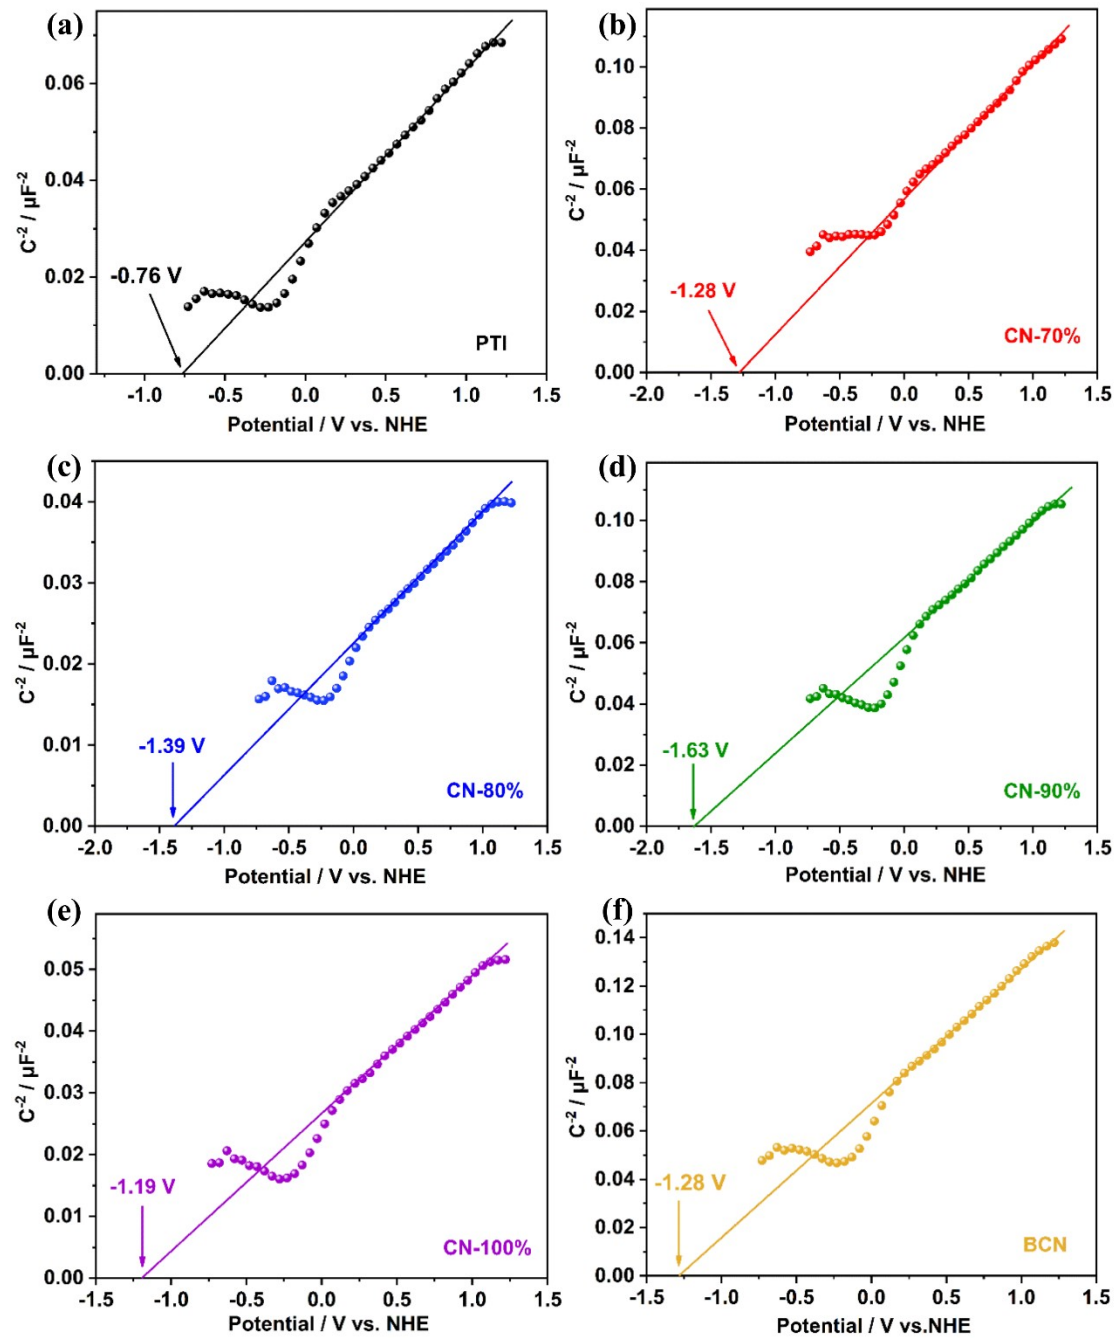 (a)
C⁻² / μF⁻²
0.06
0.04
0.02
0.00
-0.76 V
PTI
-1.0 -0.5 0.0 0.5 1.0 1.5
Potential / V vs. NHE
(b)
C⁻² / μF⁻²
0.10
0.08
0.06
0.04
0.02
0.00
-1.28 V
CN-70%
-2.0 -1.5 -1.0 -0.5 0.0 0.5 1.0 1.5
Potential / V vs. NHE
(c)
C⁻² / μF⁻²
0.04
0.03
0.02
0.01
0.00
-1.39 V
CN-80%
-2.0 -1.5 -1.0 -0.5 0.0 0.5 1.0 1.5
Potential / V vs. NHE
(d)
C⁻² / μF⁻²
0.10
0.08
0.06
0.04
0.02
0.00
-1.63 V
CN-90%
-2.0 -1.5 -1.0 -0.5 0.0 0.5 1.0 1.5
Potential / V vs. NHE
(e)
C⁻² / μF⁻²
0.05
0.04
0.03
0.02
0.01
0.00
-1.19 V
CN-100%
-1.5 -1.0 -0.5 0.0 0.5 1.0 1.5
Potential / V vs. NHE
(f)
C⁻² / μF⁻²
0.14
0.12
0.10
0.08
0.06
0.04
0.02
0.00
-1.28 V
BCN
-1.5 -1.0 -0.5 0.0 0.5 1.0 1.5
Potential / V vs.NHE